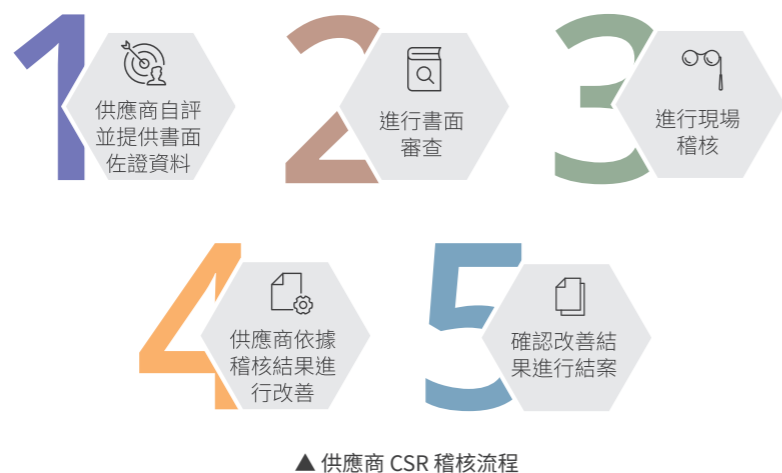 1
供應商自評
並提供書面
佐證資料
2
進行書面
審查
3
進行現場
稽核
4
供應商依據
稽核結果進
行改善
5
確認改善結
果進行結案
▲ 供應商 CSR 稽核流程